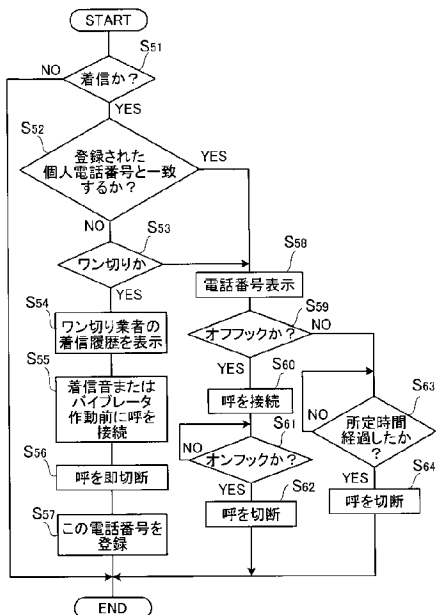 START
S51
NO
着信か?
YES
S52
登録された
個人電話番号と一致
するか?
YES
NO
S53
ワン切りか
YES
S54
ワン切り業者の
着信履歴を表示
S55
着信音または
バイブレータ
作動前に呼を
接続
S56
呼を即切断
S57
この電話番号を
登録
S58
電話番号表示
S59
オフフックか?
NO
YES
S60
呼を接続
S61
NO
オンフックか?
YES
S62
呼を切断
S63
NO
所定時間
経過したか
?
YES
S64
呼を切断
END